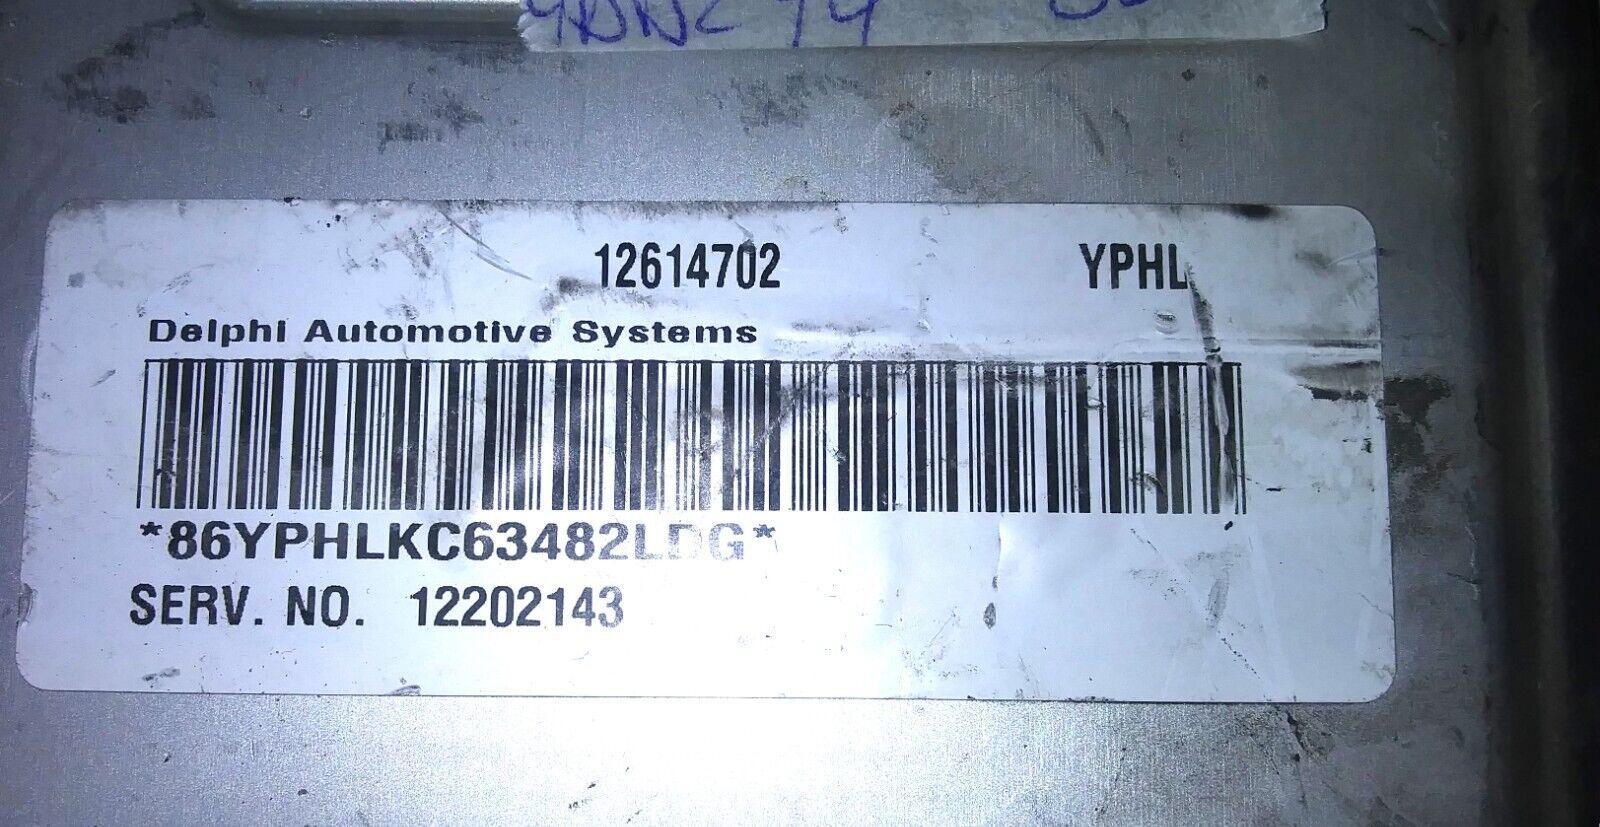 12614702 YPHL
Delphi Automotive Systems
*86YPHLKC63482LDG*
SERV. NO. 12202143